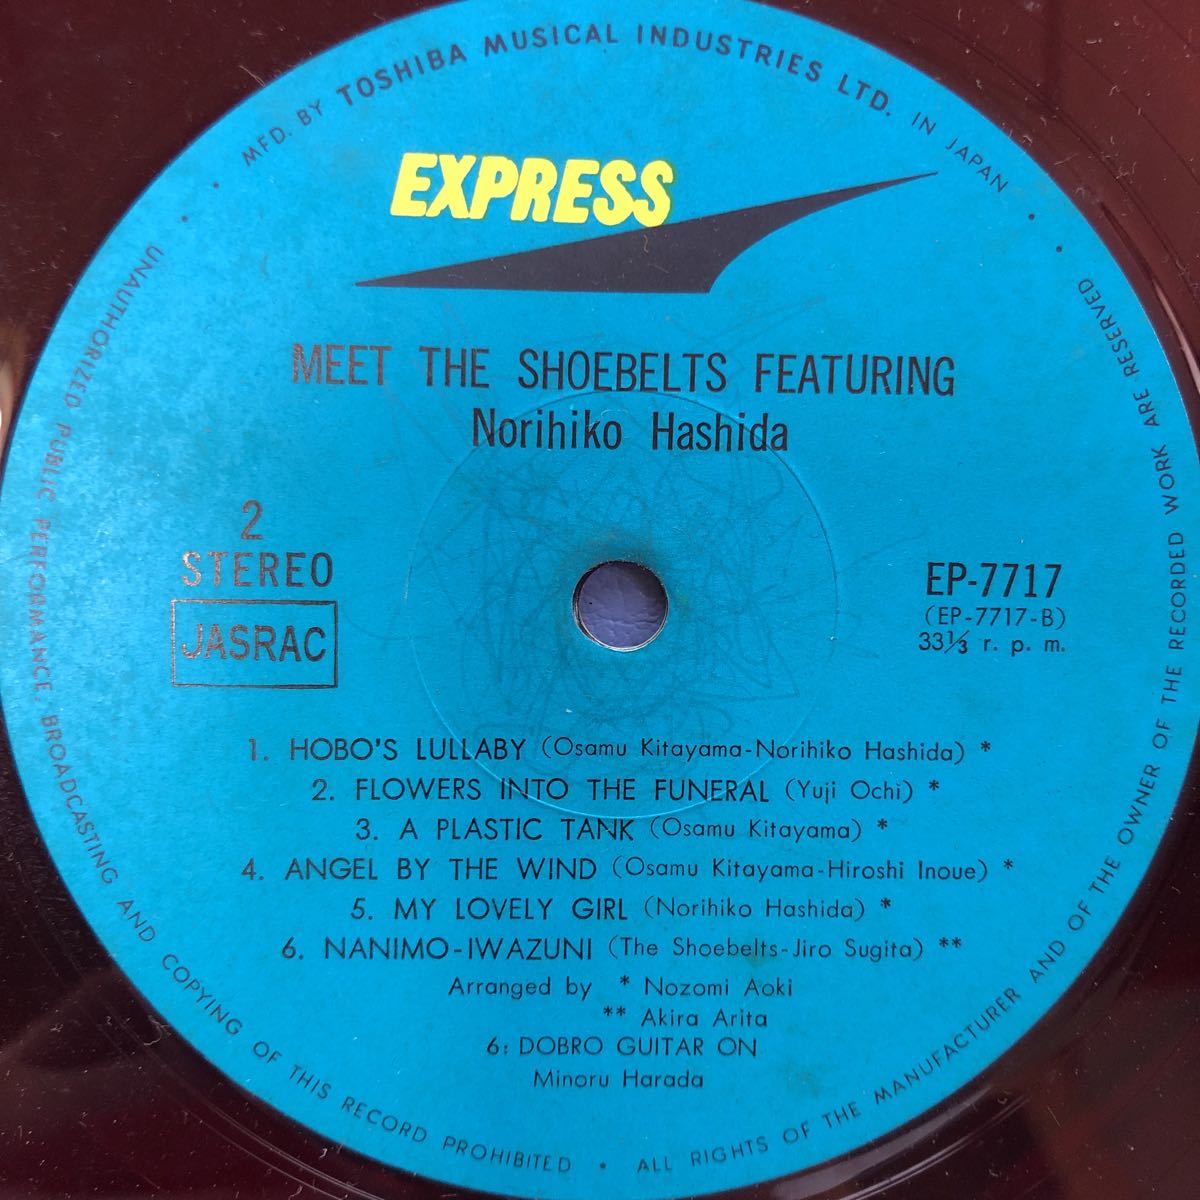 MFD. BY TOSHIBA MUSICAL INDUSTRIES LTD. IN JAPAN
EXPRESS
MEET THE SHOEBELTS FEATURING
Norihiko Hashida
2
STEREO
JASRAC
EP-7717
(EP-7717-B)
33⅓ r. p. m.
1. HOBO'S LULLABY (Osamu Kitayama-Norihiko Hashida) *
2. FLOWERS INTO THE FUNERAL (Yuji Ochi) *
3. A PLASTIC TANK (Osamu Kitayama) *
4. ANGEL BY THE WIND (Osamu Kitayama-Hiroshi Inoue) *
5. MY LOVELY GIRL (Norihiko Hashida) *
6. NANIMO-IWAZUNI (The Shoebelts-Jiro Sugita) **
Arranged by * Nozomi Aoki
** Akira Arita
6: DOBRO GUITAR ON
Minoru Harada
UNAUTHORIZED PUBLIC PERFORMANCE, BROADCASTING AND COPYING OF THIS RECORD PROHIBITED • ALL RIGHTS OF THE MANUFACTURER AND OF THE OWNER OF THE RECORDED WORK ARE RESERVED